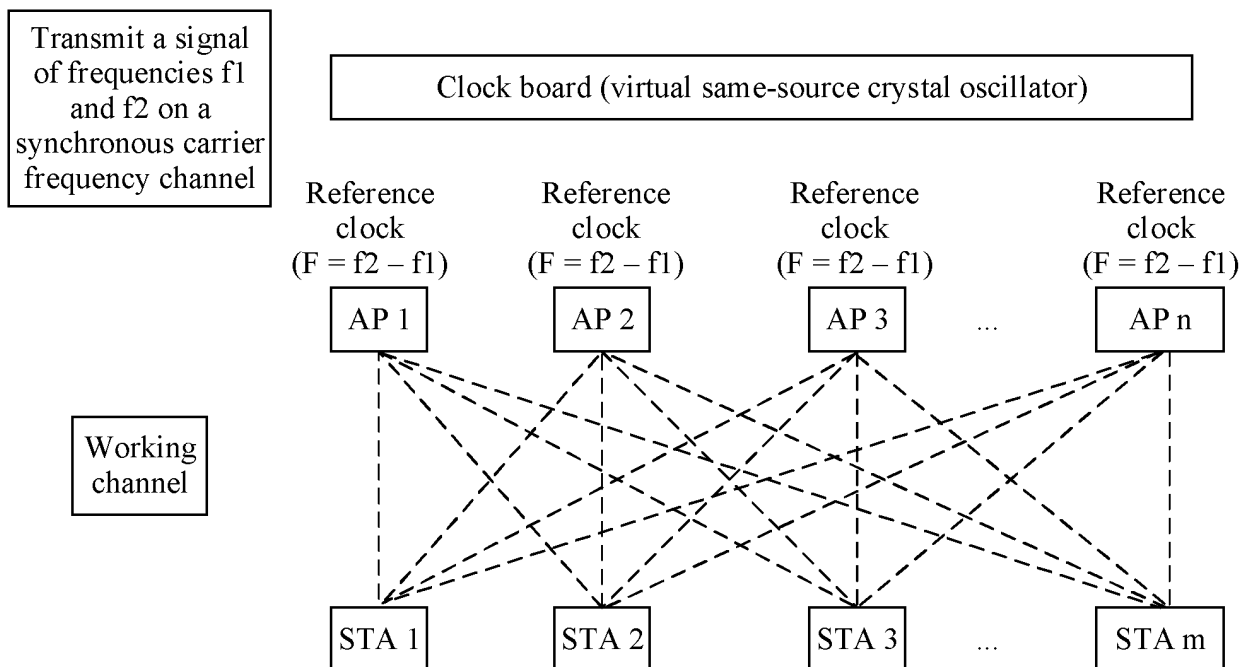 Transmit a signal
of frequencies f1
and f2 on a
synchronous carrier
frequency channel
Clock board (virtual same-source crystal oscillator)
Reference
clock
(F = f2 – f1)
Reference
clock
(F = f2 – f1)
Reference
clock
(F = f2 – f1)
Reference
clock
(F = f2 – f1)
AP 1
AP 2
AP 3
...
AP n
Working
channel
STA 1
STA 2
STA 3
...
STA m